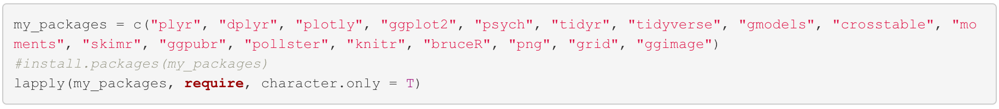 my_packages = c("plyr", "dplyr", "plotly", "ggplot2", "psych", "tidyr", "tidyverse", "gmodels", "crosstable", "mo
ments", "skimr", "ggpubr", "pollster", "knitr", "bruceR", "png", "grid", "ggimage")
#install.packages(my_packages)
lapply(my_packages, require, character.only = T)